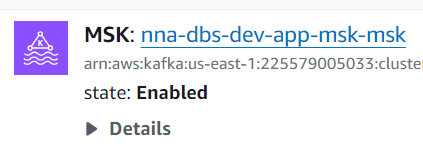 MSK: nna-dbs-dev-app-msk-msk
arn:aws:kafka:us-east-1:225579005033:cluster
state: Enabled
▶ Details